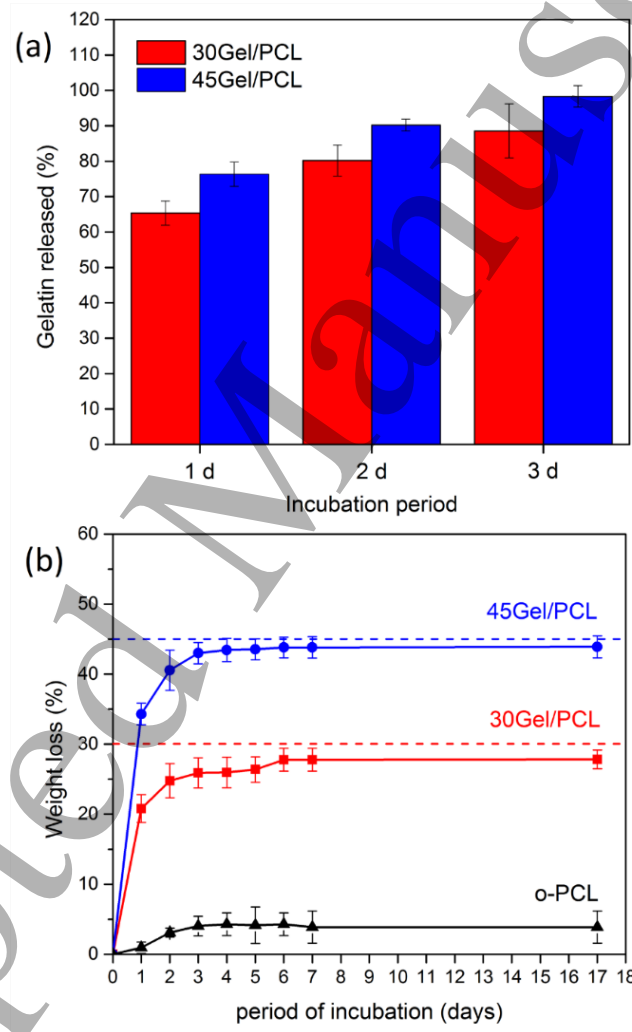 (a)
120
110
100
90
80
70
60
50
40
30
20
10
0
Gelatin released (%)
30Gel/PCL
45Gel/PCL
1 d 2 d 3 d
Incubation period
(b)
60
50
40
30
20
10
0
Weight loss (%)
45Gel/PCL
30Gel/PCL
o-PCL
0 1 2 3 4 5 6 7 8 9 10 11 12 13 14 15 16 17 18
period of incubation (days)
pted Manus